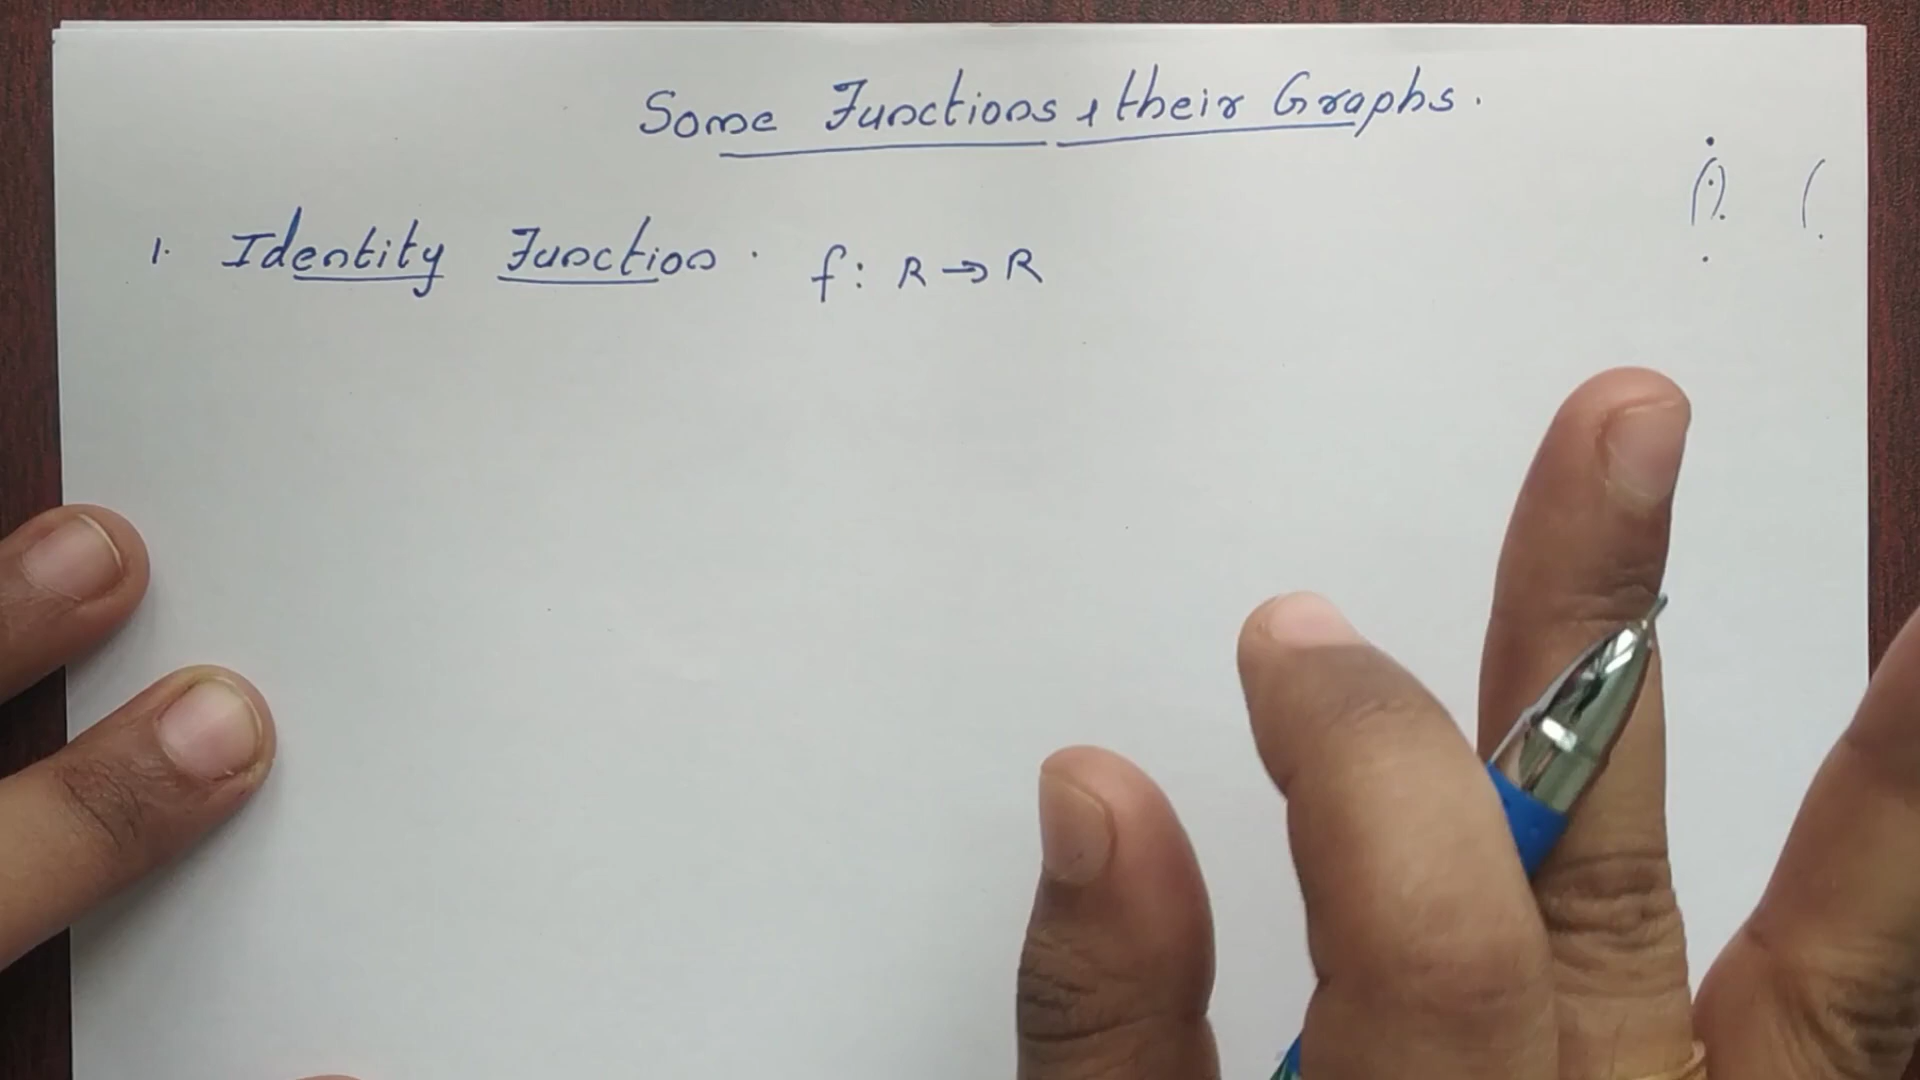 Some Functions & their Graphs.
1. Identity Function. f: R → R